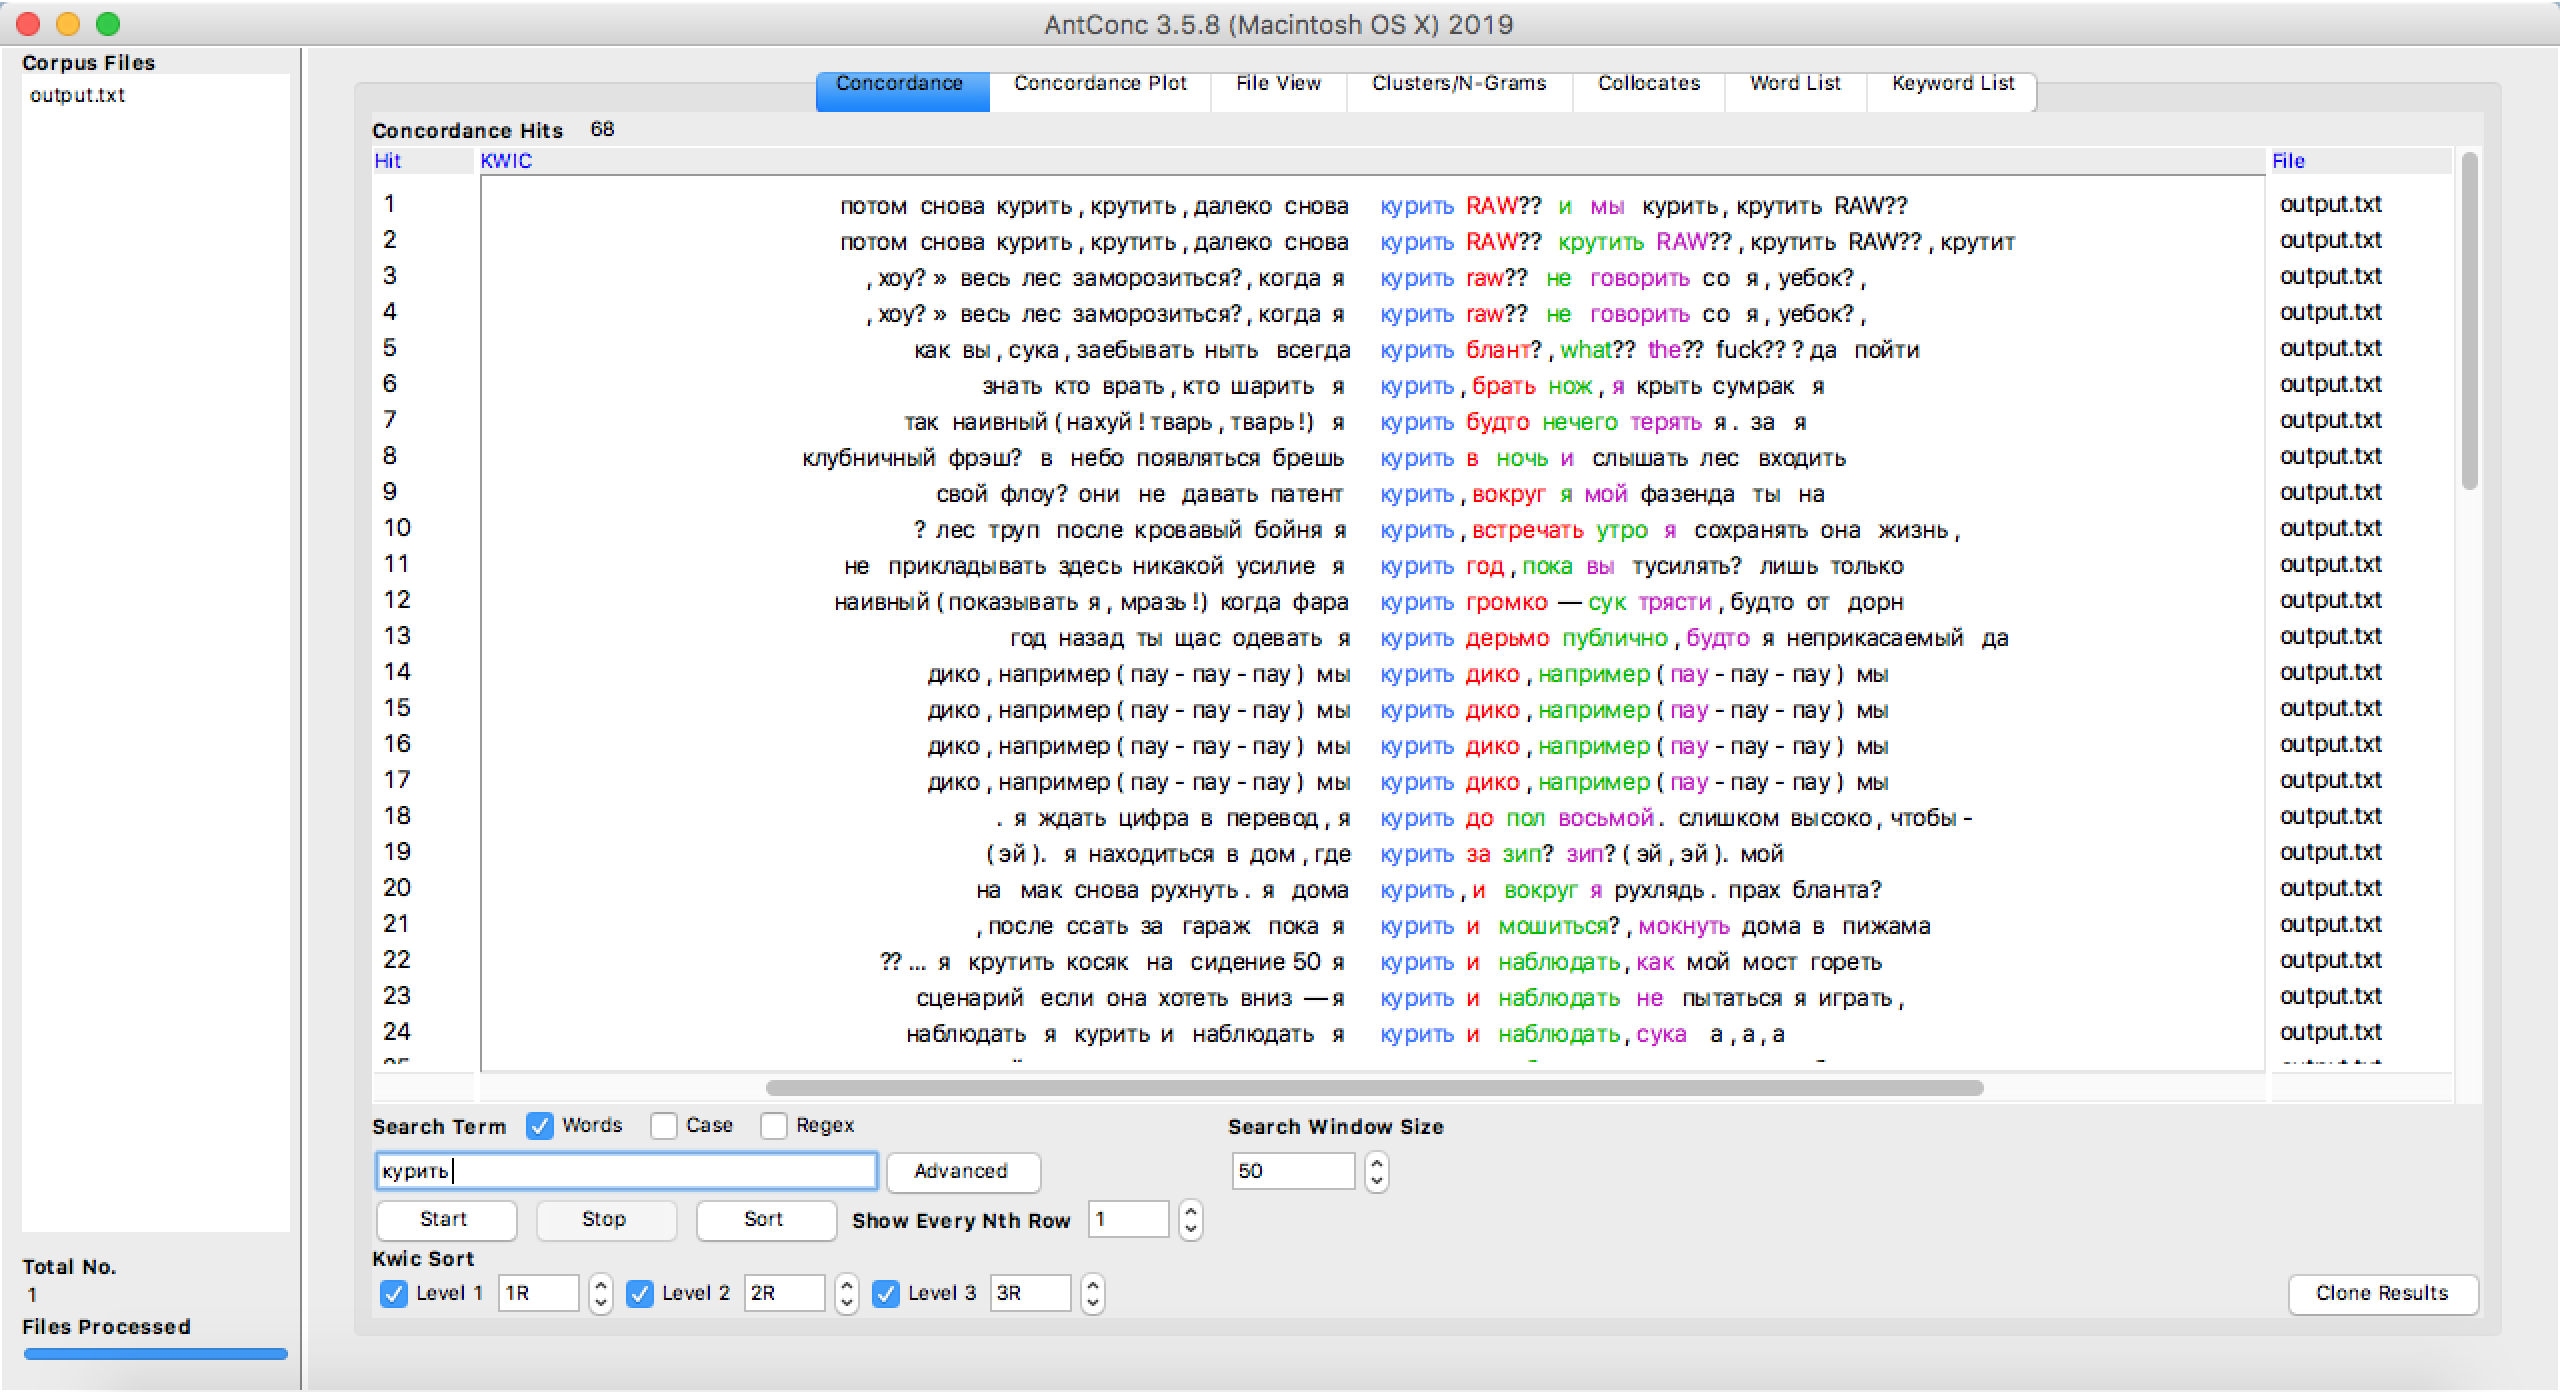 AntConc 3.5.8 (Macintosh OS X) 2019
Corpus Files
output.txt
Concordance Concordance Plot File View Clusters/N-Grams Collocates Word List Keyword List
Concordance Hits 68
Hit KWIC File
1 потом снова курить , крутить , далеко снова курить RAW?? и мы курить , крутить RAW?? output.txt
2 потом снова курить , крутить , далеко снова курить RAW?? крутить RAW?? , крутить RAW?? , крутит output.txt
3 , хоу? » весь лес заморозиться? , когда я курить raw?? не говорить со я , уебок? , output.txt
4 , хоу? » весь лес заморозиться? , когда я курить raw?? не говорить со я , уебок? , output.txt
5 как вы , сука , заебывать ныть всегда курить блант? , what?? the?? fuck?? ? да пойти output.txt
6 знать кто врать , кто шарить я курить , брать нож , я крыть сумрак я output.txt
7 так наивный ( нахуй ! тварь , тварь !) я курить будто нечего терять я . за я output.txt
8 клубничный фрэш? в небо появляться брешь курить в ночь и слышать лес входить output.txt
9 свой флоу? они не давать патент курить , вокруг я мой фазенда ты на output.txt
10 ? лес труп после кровавый бойня я курить , встречать утро я сохранять она жизнь , output.txt
11 не прикладывать здесь никакой усилие я курить год , пока вы тусилять? лишь только output.txt
12 наивный ( показывать я , мразь !) когда фара курить громко — сук трясти , будто от дорн output.txt
13 год назад ты щас одевать я курить дерьмо публично , будто я неприкасаемый да output.txt
14 дико , например ( пау - пау - пау ) мы курить дико , например ( пау - пау - пау ) мы output.txt
15 дико , например ( пау - пау - пау ) мы курить дико , например ( пау - пау - пау ) мы output.txt
16 дико , например ( пау - пау - пау ) мы курить дико , например ( пау - пау - пау ) мы output.txt
17 дико , например ( пау - пау - пау ) мы курить дико , например ( пау - пау - пау ) мы output.txt
18 . я ждать цифра в перевод , я курить до пол восьмой . слишком высоко , чтобы - output.txt
19 ( эй ). я находиться в дом , где курить за зип? зип? ( эй , эй ). мой output.txt
20 на мак снова рухнуть . я дома курить , и вокруг я рухлядь . прах бланта? output.txt
21 , после ссать за гараж пока я курить и мошиться? , мокнуть дома в пижама output.txt
22 ?? ... я крутить косяк на сидение 50 я курить и наблюдать , как мой мост гореть output.txt
23 сценарий если она хотеть вниз — я курить и наблюдать не пытаться я играть , output.txt
24 наблюдать я курить и наблюдать я курить и наблюдать , сука а , а , а output.txt
Search Term Words Case Regex Search Window Size
курить Advanced 50
Start Stop Sort Show Every Nth Row 1
Kwic Sort
Level 1 1R Level 2 2R Level 3 3R Clone Results
Total No.
1
Files Processed